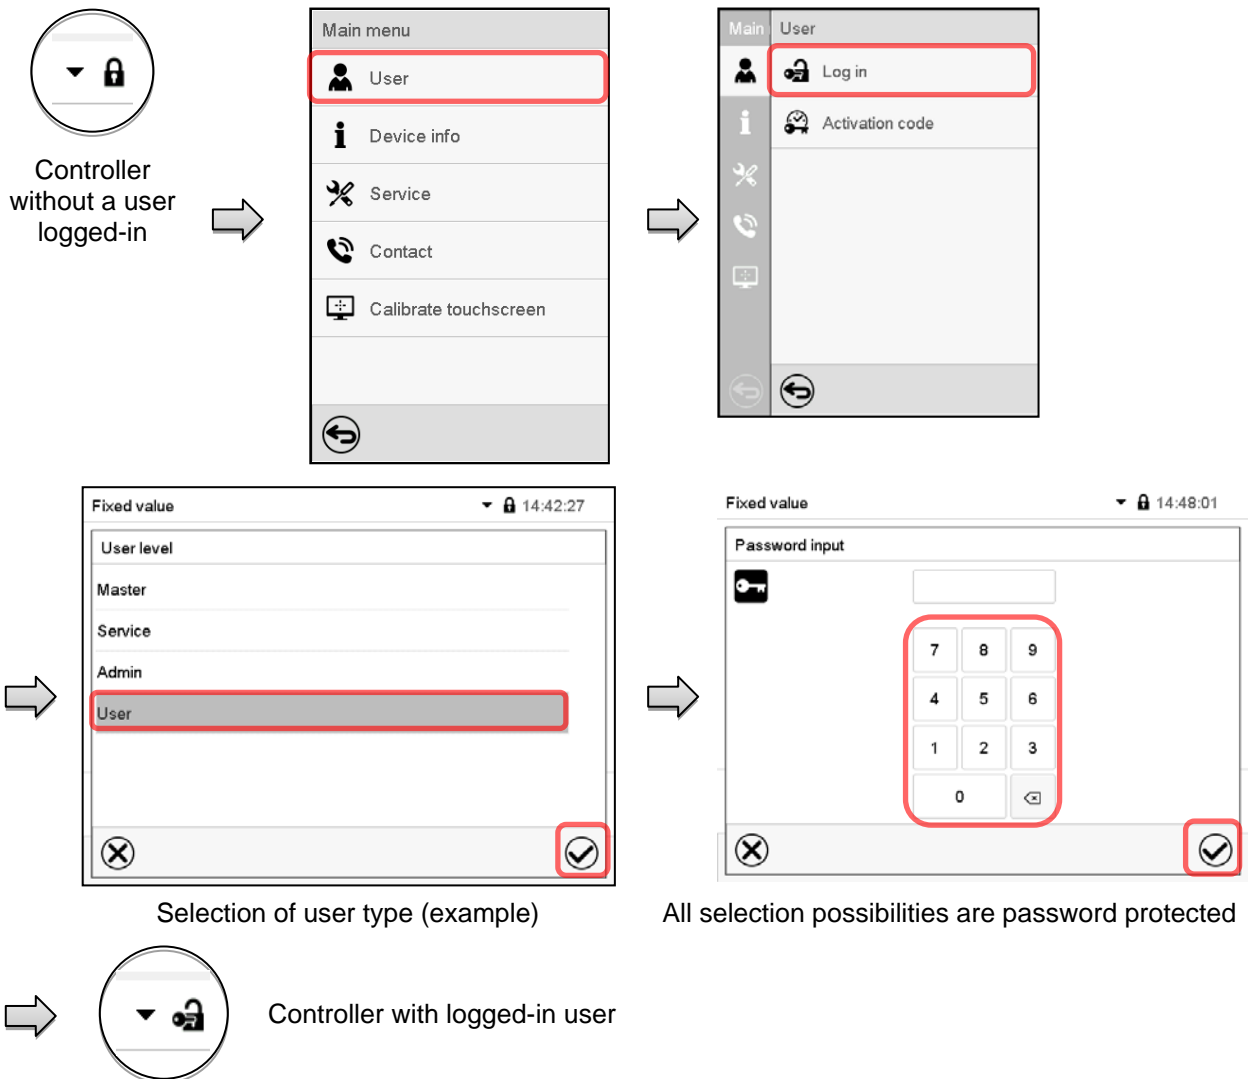 Controller
without a user
logged-in
Main menu
User
Device info
Service
Contact
Calibrate touchscreen
Main
User
Log in
Activation code
Fixed value
14:42:27
User level
Master
Service
Admin
User
Selection of user type (example)
Fixed value
14:48:01
Password input
7 8 9
4 5 6
1 2 3
0
All selection possibilities are password protected
Controller with logged-in user